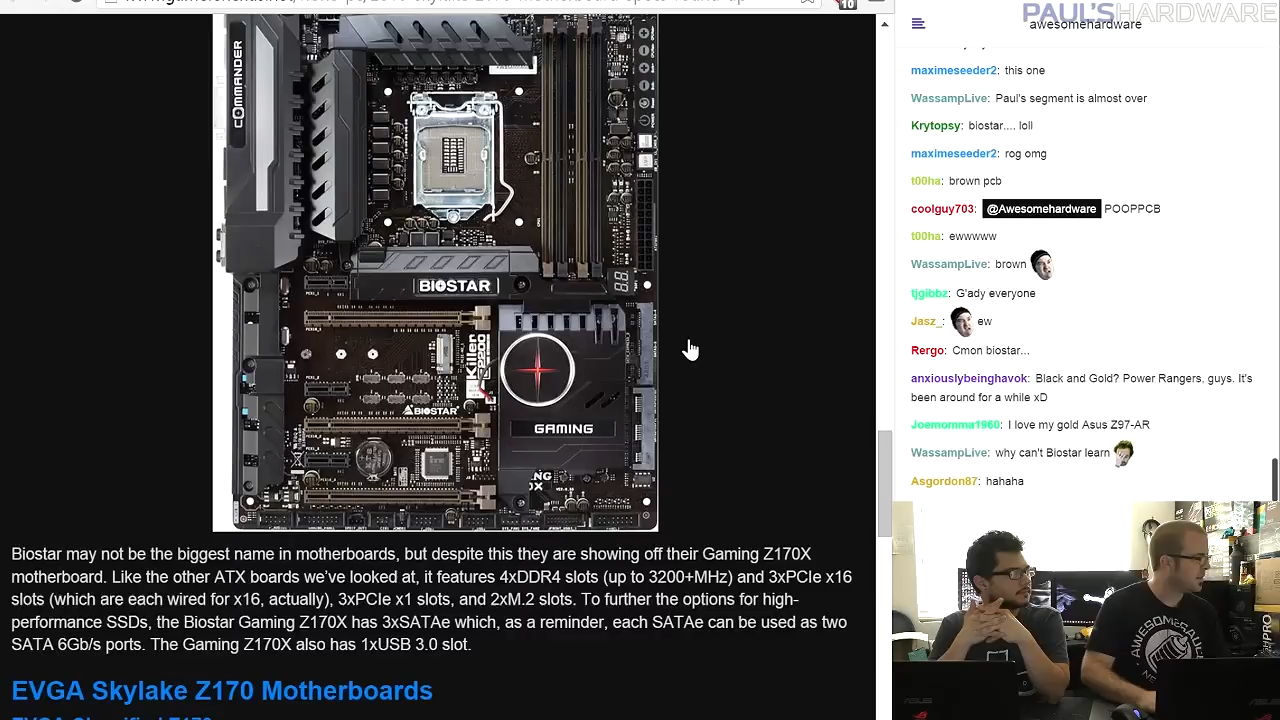 10
PAUL'SHARDWARE
awesomehardware
maximeseeder2: this one
WassampLive: Paul's segment is almost over
Krytopsy: biostar.... loll
maximeseeder2: rog omg
t00ha: brown pcb
coolguy703: @Awesomehardware POOPPCB
t00ha: ewwwww
WassampLive: brown
tjgibbz: G'ady everyone
Jasz_: ew
Rergo: Cmon biostar...
anxiouslybeinghavok: Black and Gold? Power Rangers, guys. It's
been around for a while xD
Joemomma1960: I love my gold Asus Z97-AR
WassampLive: why can't Biostar learn
Asgordon87: hahaha
COMMANDER
BIOSTAR
Killer
BIOSTAR
GAMING
Biostar may not be the biggest name in motherboards, but despite this they are showing off their Gaming Z170X
motherboard. Like the other ATX boards we've looked at, it features 4xDDR4 slots (up to 3200+MHz) and 3xPCIe x16
slots (which are each wired for x16, actually), 3xPCIe x1 slots, and 2xM.2 slots. To further the options for high-
performance SSDs, the Biostar Gaming Z170X has 3xSATAe which, as a reminder, each SATAe can be used as two
SATA 6Gb/s ports. The Gaming Z170X also has 1xUSB 3.0 slot.
EVGA Skylake Z170 Motherboards
AWESOME